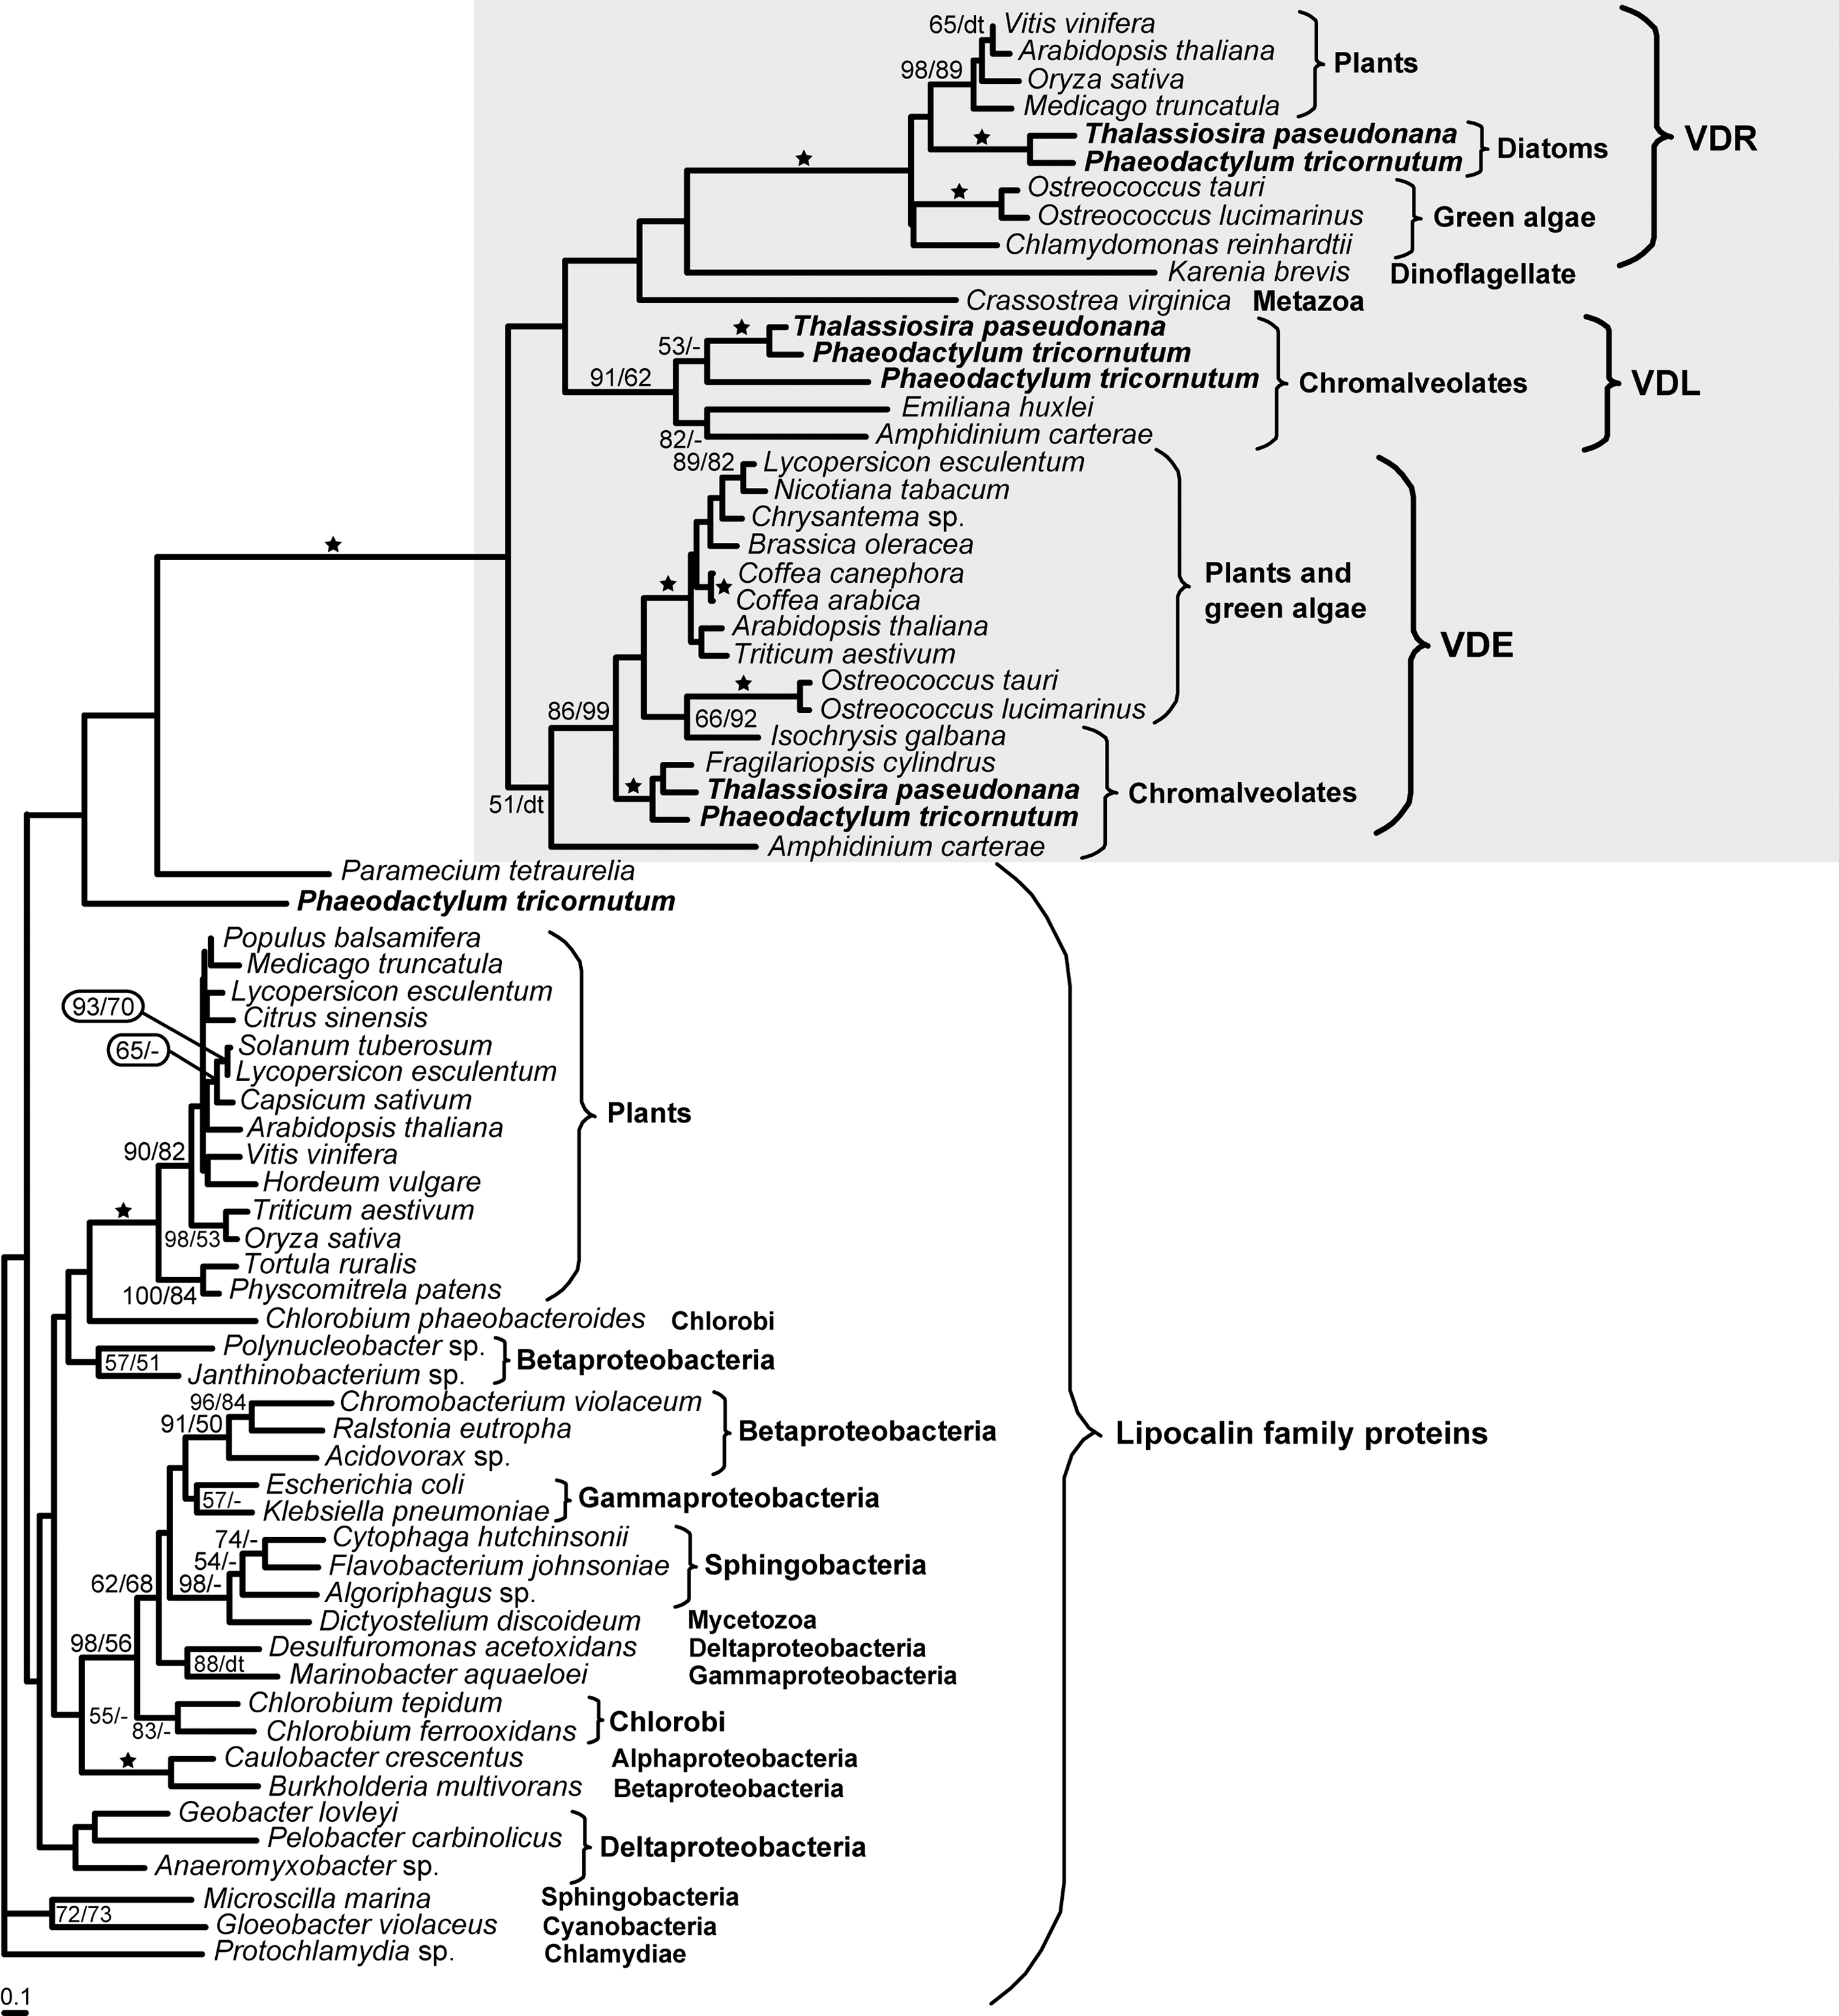 65/dt Vitis vinifera
Arabidopsis thaliana
98/89 Oryza sativa
Medicago truncatula
Plants
Thalassiosira paseudonana
Phaeodactylum tricornutum
Diatoms
VDR
Ostreococcus tauri
Ostreococcus lucimarinus
Chlamydomonas reinhardtii
Green algae
Karenia brevis Dinoflagellate
Crassostrea virginica Metazoa
Thalassiosira paseudonana
53/- Phaeodactylum tricornutum
91/62 Phaeodactylum tricornutum
Emiliana huxlei
82/- Amphidinium carterae
Chromalveolates
VDL
89/82 Lycopersicon esculentum
Nicotiana tabacum
Chrysantema sp.
Brassica oleracea
Coffea canephora
Coffea arabica
Arabidopsis thaliana
Triticum aestivum
Ostreococcus tauri
Ostreococcus lucimarinus
Plants and
green algae
VDE
86/99
66/92
Isochrysis galbana
Fragilariopsis cylindrus
Thalassiosira paseudonana
Phaeodactylum tricornutum
51/dt
Amphidinium carterae
Chromalveolates
Paramecium tetraurelia
Phaeodactylum tricornutum
Populus balsamifera
Medicago truncatula
Lycopersicon esculentum
93/70
Citrus sinensis
Solanum tuberosum
65/-
Lycopersicon esculentum
Capsicum sativum
Arabidopsis thaliana
90/82 Vitis vinifera
Hordeum vulgare
Triticum aestivum
98/53 Oryza sativa
Tortula ruralis
100/84 Physcomitrela patens
Plants
Chlorobium phaeobacteroides Chlorobi
Polynucleobacter sp.
57/51
Janthinobacterium sp.
Betaproteobacteria
96/84 Chromobacterium violaceum
91/50 Ralstonia eutropha
Acidovorax sp.
Betaproteobacteria
Escherichia coli
57/- Klebsiella pneumoniae
Gammaproteobacteria
74/- Cytophaga hutchinsonii
54/- Flavobacterium johnsoniae
62/68 98/- Algoriphagus sp.
Sphingobacteria
Dictyostelium discoideum Mycetozoa
98/56 Desulfuromonas acetoxidans Deltaproteobacteria
88/dt
Marinobacter aquaeloei Gammaproteobacteria
55/- Chlorobium tepidum
83/- Chlorobium ferrooxidans
Chlorobi
Caulobacter crescentus Alphaproteobacteria
Burkholderia multivorans Betaproteobacteria
Geobacter lovleyi
Pelobacter carbinolicus
Anaeromyxobacter sp.
Deltaproteobacteria
Microscilla marina Sphingobacteria
72/73
Gloeobacter violaceus Cyanobacteria
Protochlamydia sp. Chlamydiae
Lipocalin family proteins
0.1